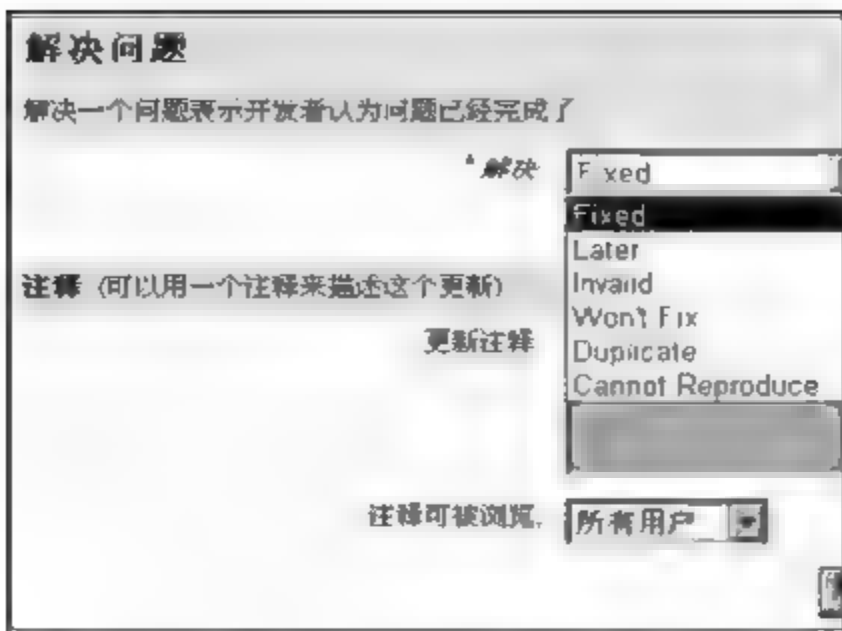 解决问题
解决一个问题表示开发者认为问题已经完成了
* 解决
Fixed
Fixed
Later
Invalid
Won't Fix
Duplicate
Cannot Reproduce
注释 (可以用一个注释来描述这个更新)
更新注释
注释可被浏览:
所有用户